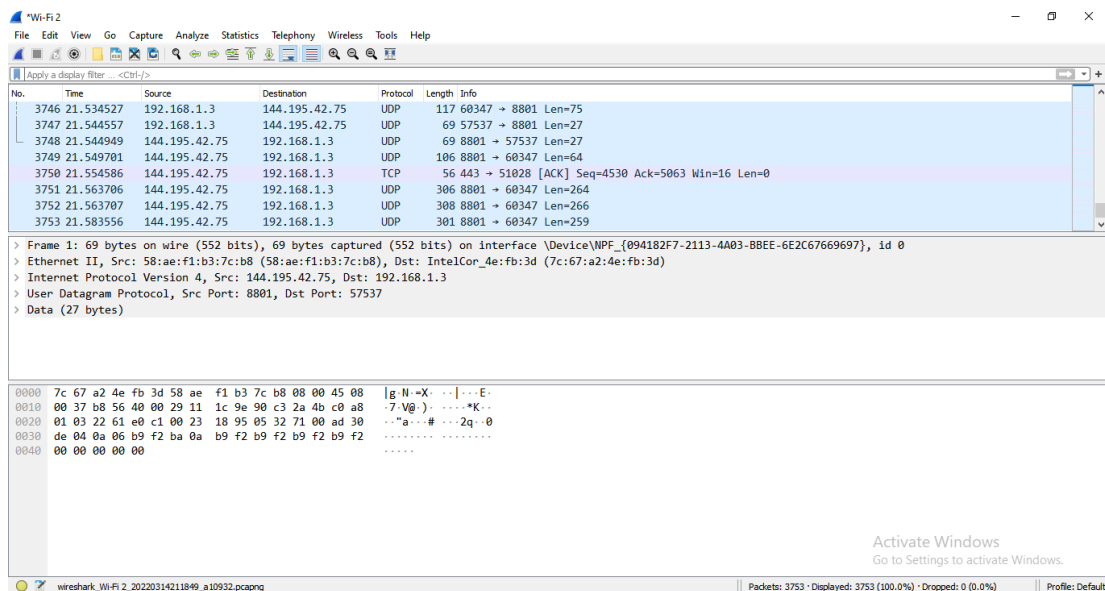 *Wi-Fi 2
File Edit View Go Capture Analyze Statistics Telephony Wireless Tools Help
Apply a display filter ... <Ctrl-/>
No. Time Source Destination Protocol Length Info
3746 21.534527 192.168.1.3 144.195.42.75 UDP 117 60347 → 8801 Len=75
3747 21.544557 192.168.1.3 144.195.42.75 UDP 69 57537 → 8801 Len=27
3748 21.544949 144.195.42.75 192.168.1.3 UDP 69 8801 → 57537 Len=27
3749 21.549701 144.195.42.75 192.168.1.3 UDP 106 8801 → 60347 Len=64
3750 21.554586 144.195.42.75 192.168.1.3 TCP 56 443 → 51028 [ACK] Seq=4530 Ack=5063 Win=16 Len=0
3751 21.563706 144.195.42.75 192.168.1.3 UDP 306 8801 → 60347 Len=264
3752 21.563707 144.195.42.75 192.168.1.3 UDP 308 8801 → 60347 Len=266
3753 21.583556 144.195.42.75 192.168.1.3 UDP 301 8801 → 60347 Len=259
> Frame 1: 69 bytes on wire (552 bits), 69 bytes captured (552 bits) on interface \Device\NPF_{094182F7-2113-4A03-BBEE-6E2C67669697}, id 0
> Ethernet II, Src: 58:ae:f1:b3:7c:b8 (58:ae:f1:b3:7c:b8), Dst: IntelCor_4e:fb:3d (7c:67:a2:4e:fb:3d)
> Internet Protocol Version 4, Src: 144.195.42.75, Dst: 192.168.1.3
> User Datagram Protocol, Src Port: 8801, Dst Port: 57537
> Data (27 bytes)
0000 7c 67 a2 4e fb 3d 58 ae f1 b3 7c b8 08 00 45 08 |g·N·=X· ··|···E·
0010 00 37 b8 56 40 00 29 11 1c 9e 90 c3 2a 4b c0 a8 ·7·V@·)· ····*K··
0020 01 03 22 61 e0 c1 00 23 18 95 05 32 71 00 ad 30 ··"a···# ···2q··0
0030 de 04 0a 06 b9 f2 ba 0a b9 f2 b9 f2 b9 f2 b9 f2 ········ ········
0040 00 00 00 00 00 ·····
Activate Windows
Go to Settings to activate Windows.
wireshark_Wi-Fi 2_20220314211849_a10932.pcapng Packets: 3753 · Displayed: 3753 (100.0%) · Dropped: 0 (0.0%) Profile: Default